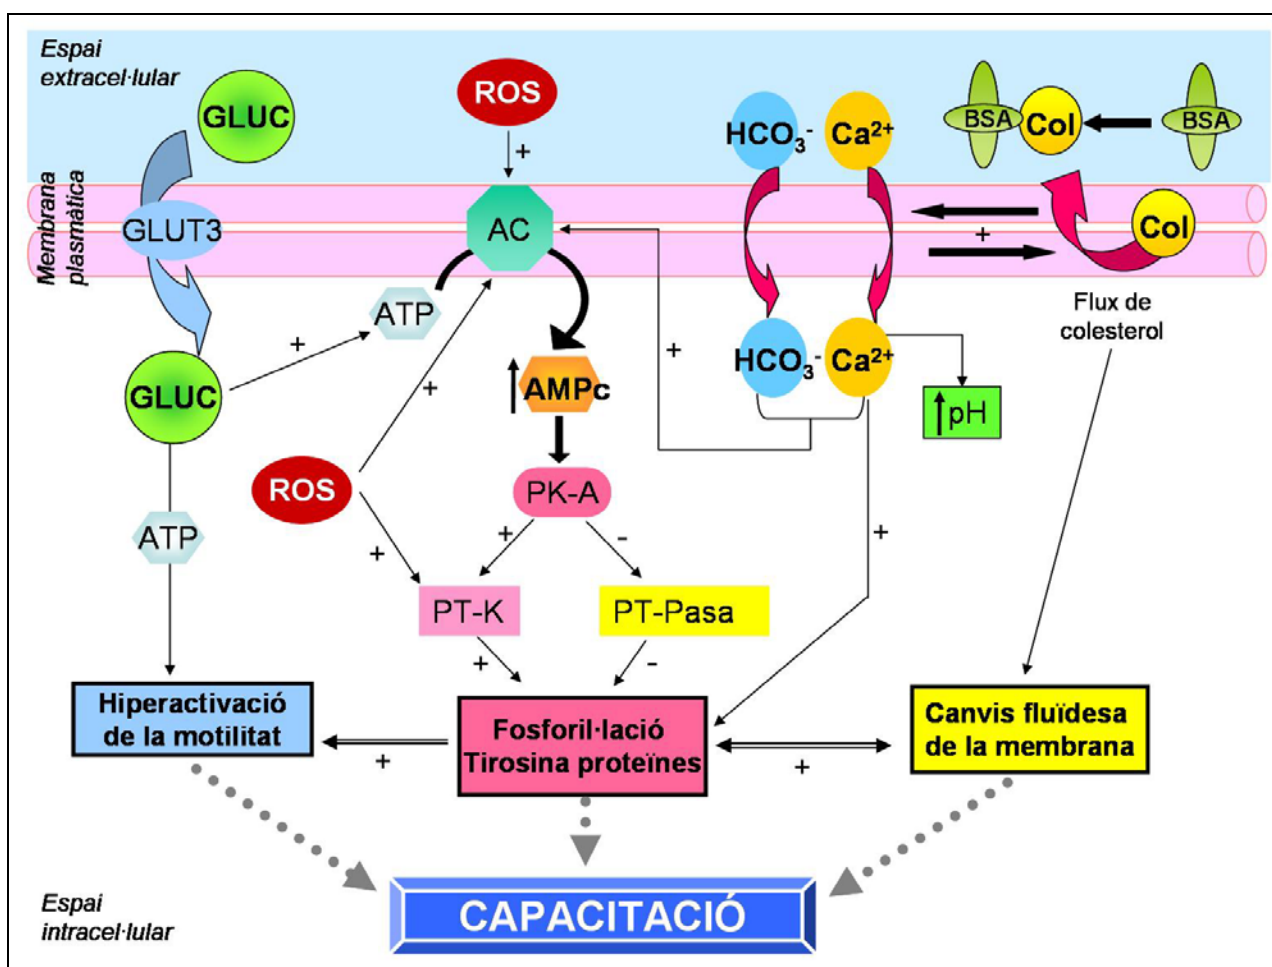 Espai
extracel·lular
GLUC
ROS
+
HCO₃⁻
Ca²⁺
BSA
Col
BSA
Membrana
plasmàtica
GLUT3
AC
Col
+
ATP
+
Flux de
colesterol
GLUC
+
AMPc
+
HCO₃⁻
Ca²⁺
pH
ROS
PK-A
ATP
+
+
-
+
PT-K
PT-Pasa
+
-
Hiperactivació
de la motilitat
Fosforil·lació
Tirosina proteïnes
Canvis fluïdesa
de la membrana
+
+
CAPACITACIÓ
Espai
intracel·lular